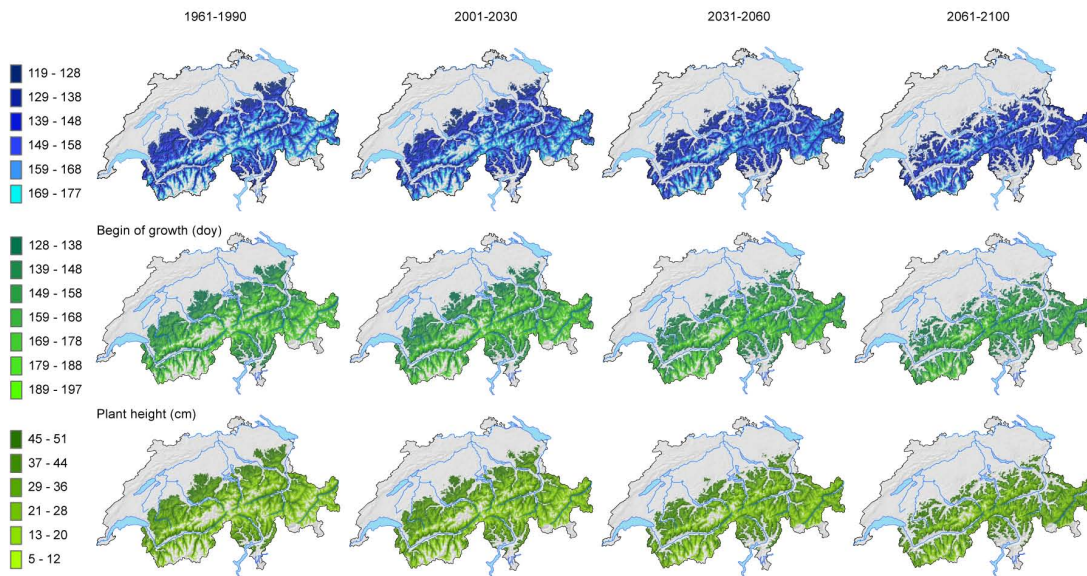 1961-1990 2001-2030 2031-2060 2061-2100
119 - 128
129 - 138
139 - 148
149 - 158
159 - 168
169 - 177
Begin of growth (doy)
128 - 138
139 - 148
149 - 158
159 - 168
169 - 178
179 - 188
189 - 197
Plant height (cm)
45 - 51
37 - 44
29 - 36
21 - 28
13 - 20
5 - 12